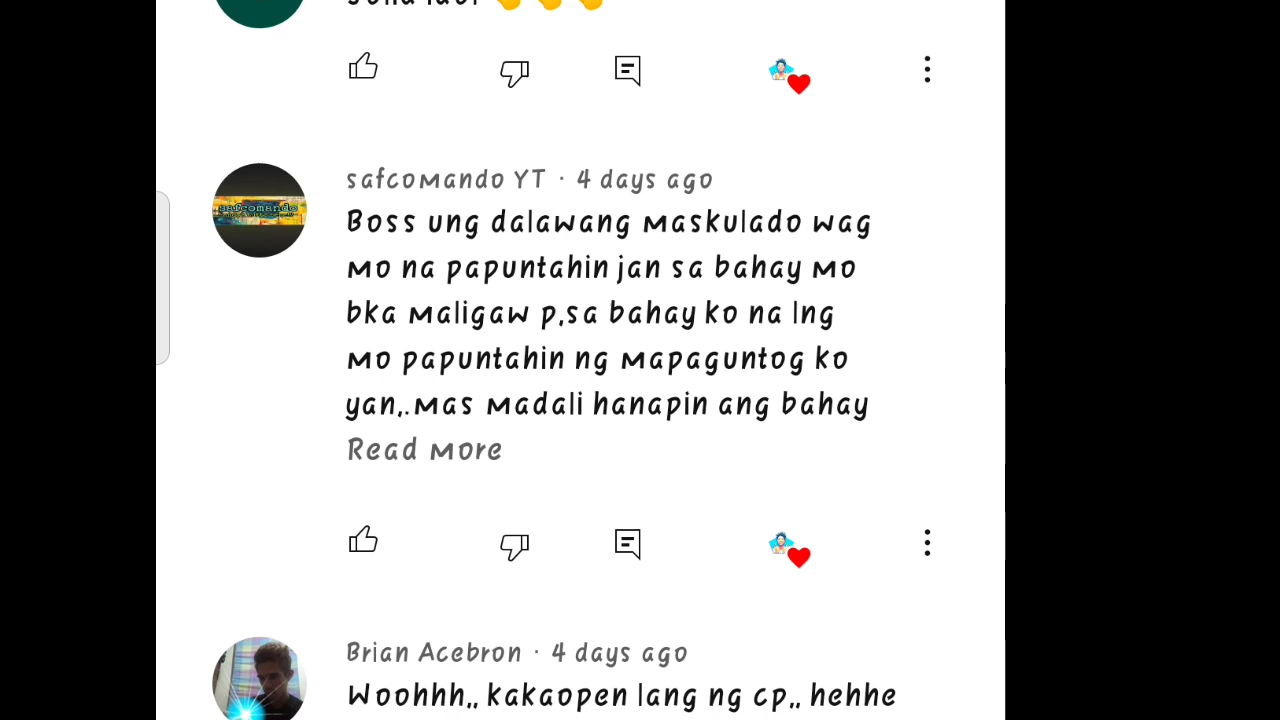 safcomando YT · 4 days ago
Boss ung dalawang maskulado wag
mo na papuntahin jan sa bahay mo
bka maligaw p,sa bahay ko na lng
mo papuntahin ng mapaguntog ko
yan,.mas madali hanapin ang bahay
Read more
safcomando
Brian Acebron · 4 days ago
Woohhh,, kakaopen lang ng cp,, hehhe